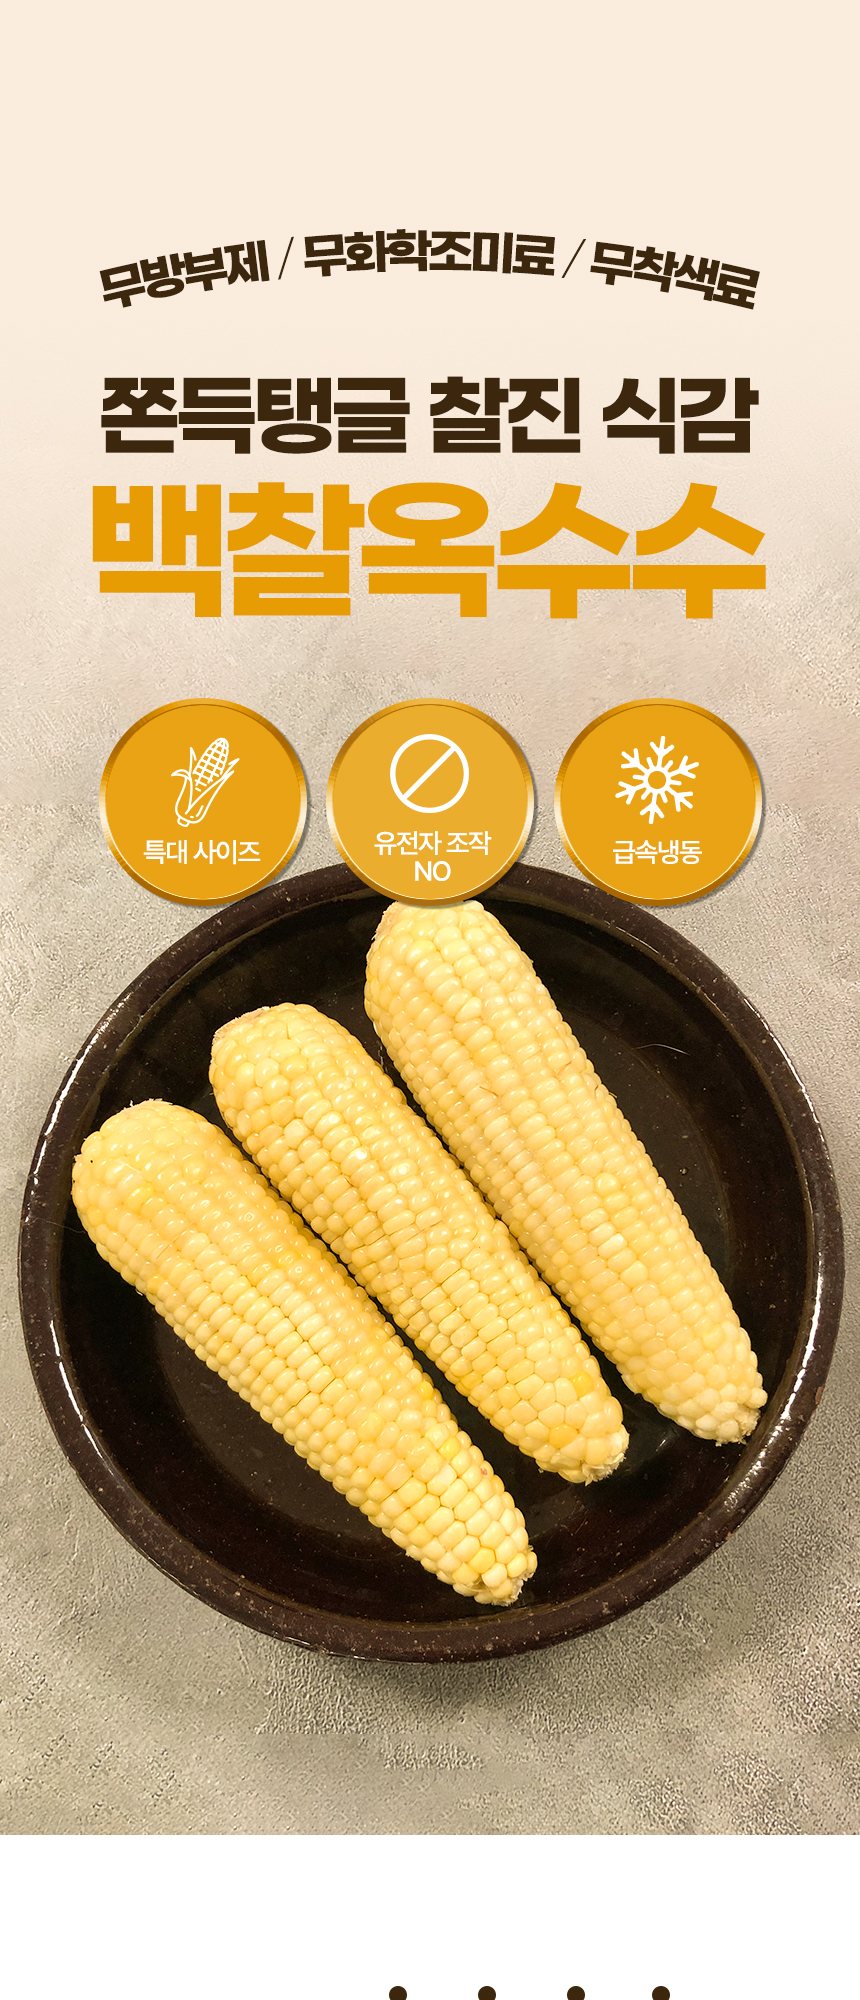 무방부제 / 무화학조미료 / 무착색료
쫀득탱글 찰진 식감
백찰옥수수
특대 사이즈
유전자 조작
NO
급속냉동